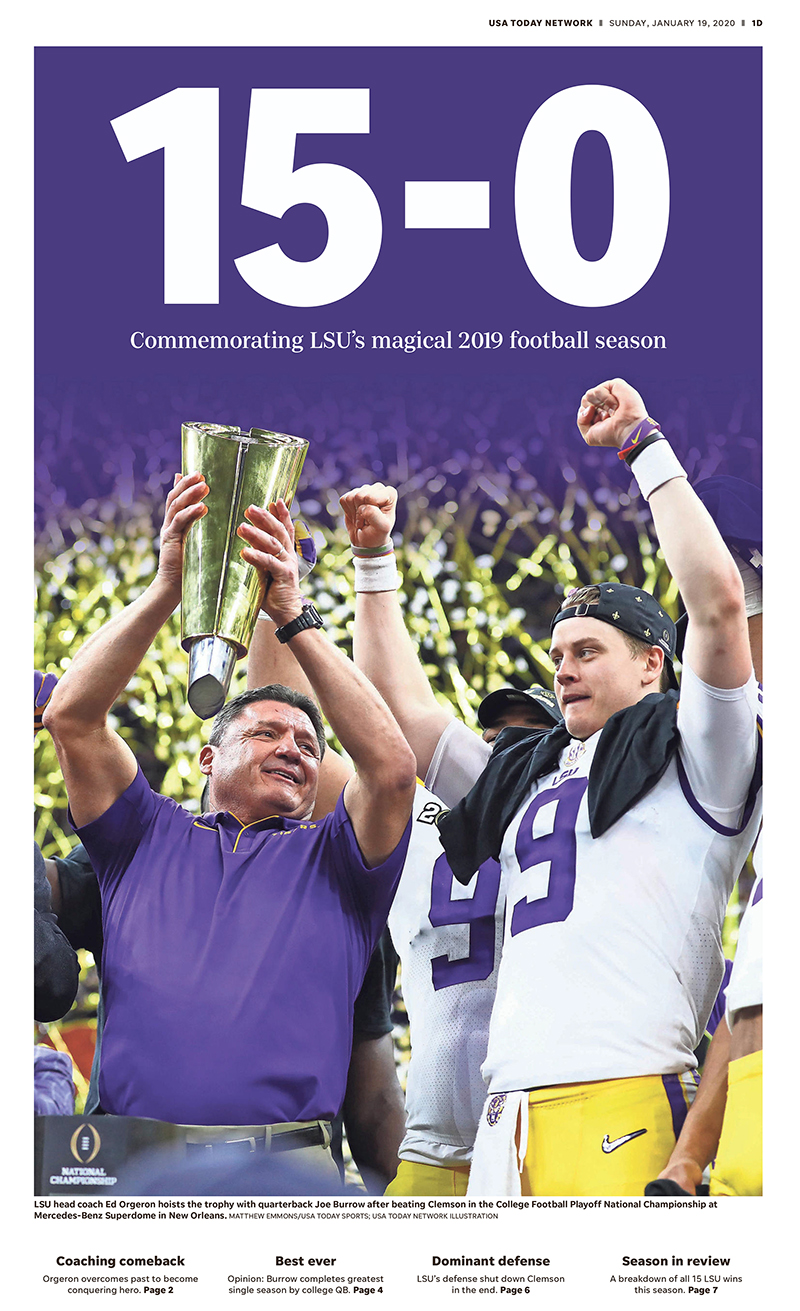 USA TODAY NETWORK ▮ SUNDAY, JANUARY 19, 2020 ▮ 1D
15-0
Commemorating LSU’s magical 2019 football season
LSU
9
2
9
NATIONAL
CHAMPIONSHIP
LSU head coach Ed Orgeron hoists the trophy with quarterback Joe Burrow after beating Clemson in the College Football Playoff National Championship at
Mercedes-Benz Superdome in New Orleans. MATTHEW EMMONS/USA TODAY SPORTS; USA TODAY NETWORK ILLUSTRATION
Coaching comeback
Orgeron overcomes past to become
conquering hero. Page 2
Best ever
Opinion: Burrow completes greatest
single season by college QB. Page 4
Dominant defense
LSU’s defense shut down Clemson
in the end. Page 6
Season in review
A breakdown of all 15 LSU wins
this season. Page 7